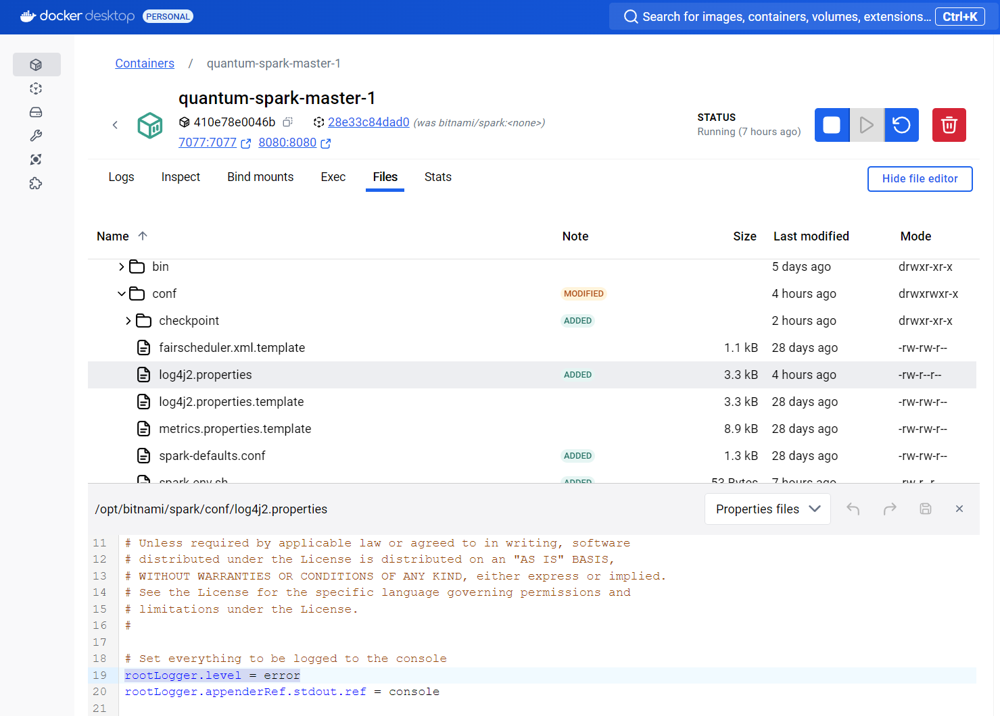 docker desktop PERSONAL
Search for images, containers, volumes, extensions... Ctrl+K
Containers / quantum-spark-master-1
quantum-spark-master-1
410e78e0046b 28e33c84dad0 (was bitnami/spark:<none>)
7077:7077 8080:8080
STATUS
Running (7 hours ago)
Logs Inspect Bind mounts Exec Files Stats
Hide file editor
Name Note Size Last modified Mode
bin 5 days ago drwxr-xr-x
conf MODIFIED 4 hours ago drwxrwxr-x
checkpoint ADDED 2 hours ago drwxr-xr-x
fairscheduler.xml.template 1.1 kB 28 days ago -rw-rw-r--
log4j2.properties ADDED 3.3 kB 4 hours ago -rw-r--r--
log4j2.properties.template 3.3 kB 28 days ago -rw-rw-r--
metrics.properties.template 8.9 kB 28 days ago -rw-rw-r--
spark-defaults.conf ADDED 1.3 kB 28 days ago -rw-rw-r--
spark-env.sh ADDED 53 Bytes 7 hours ago
/opt/bitnami/spark/conf/log4j2.properties
Properties files
11 # Unless required by applicable law or agreed to in writing, software
12 # distributed under the License is distributed on an "AS IS" BASIS,
13 # WITHOUT WARRANTIES OR CONDITIONS OF ANY KIND, either express or implied.
14 # See the License for the specific language governing permissions and
15 # limitations under the License.
16 #
17
18 # Set everything to be logged to the console
19 rootLogger.level = error
20 rootLogger.appenderRef.stdout.ref = console
21